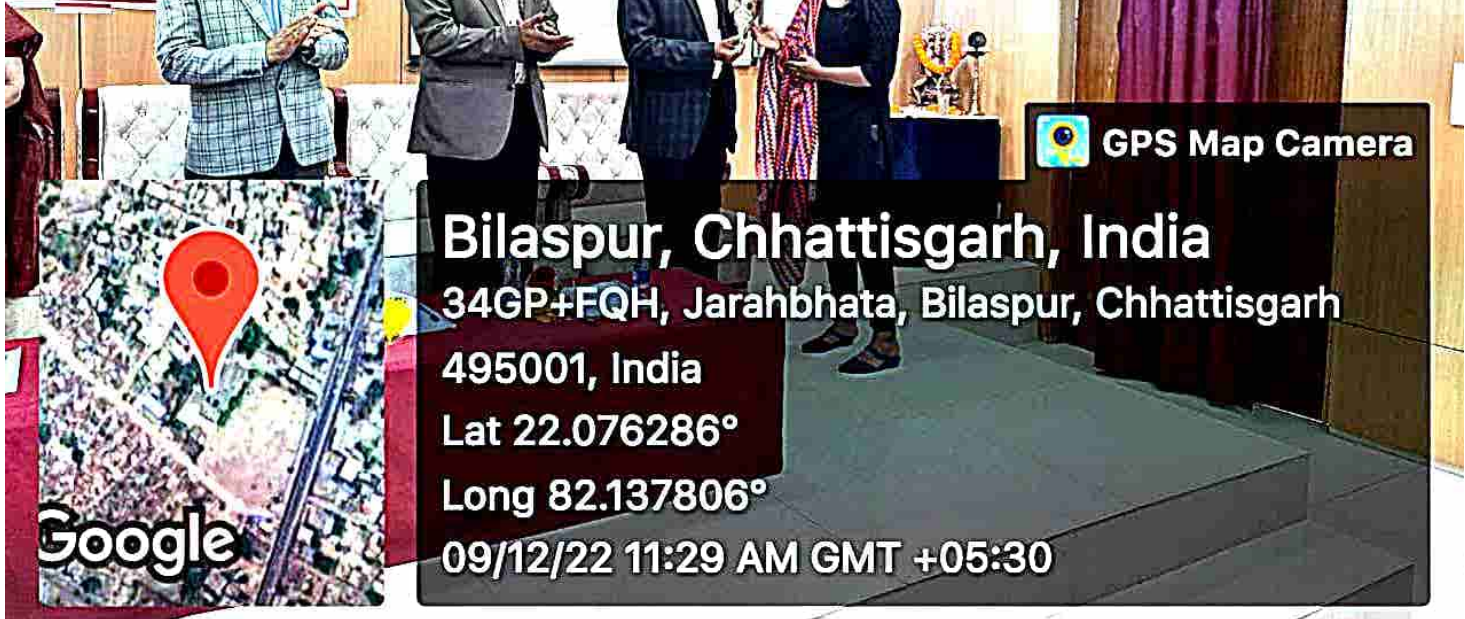 GPS Map Camera
Bilaspur, Chhattisgarh, India
34GP+FQH, Jarahbhata, Bilaspur, Chhattisgarh
495001, India
Lat 22.076286°
Long 82.137806°
09/12/22 11:29 AM GMT +05:30
Google